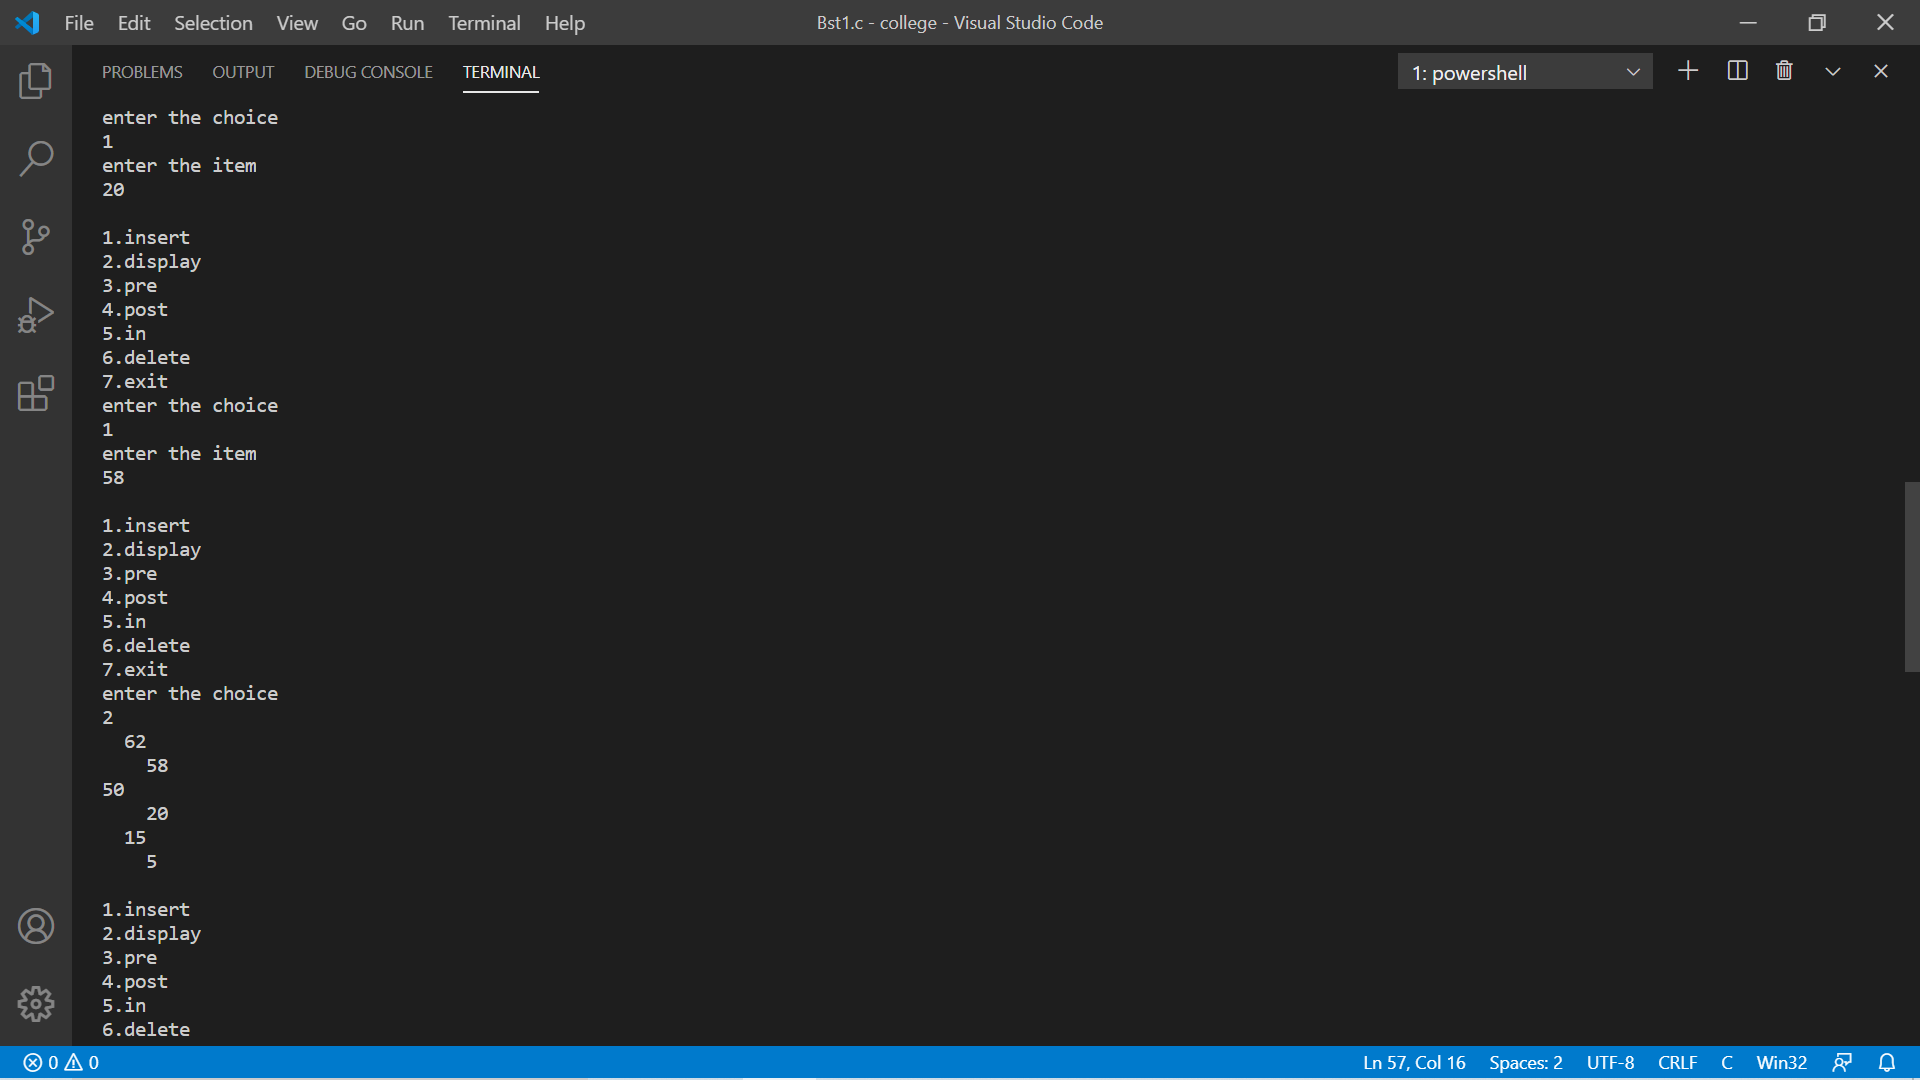 File Edit Selection View Go Run Terminal Help Bst1.c - college - Visual Studio Code
PROBLEMS OUTPUT DEBUG CONSOLE TERMINAL 1: powershell
enter the choice
1
enter the item
20

1.insert
2.display
3.pre
4.post
5.in
6.delete
7.exit
enter the choice
1
enter the item
58

1.insert
2.display
3.pre
4.post
5.in
6.delete
7.exit
enter the choice
2
  62
    58
50
    20
  15
    5

1.insert
2.display
3.pre
4.post
5.in
6.delete
0 0 Ln 57, Col 16 Spaces: 2 UTF-8 CRLF C Win32